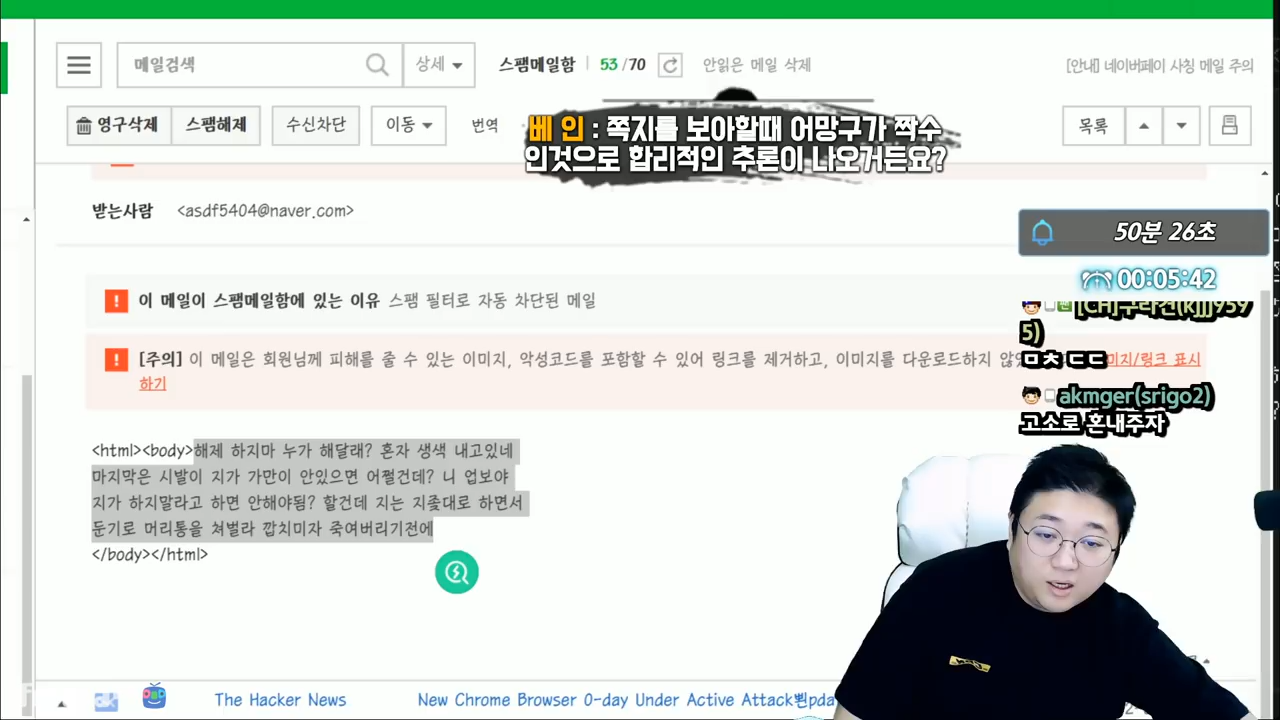 메일검색
상세
스팸메일함 53/70
안읽은 메일 삭제
[안내] 네이버페이 사칭 메일 주의
영구삭제
스팸해제
수신차단
이동
번역
목록
베 인 : 쪽지를 보아할때 어망구가 짝수
인것으로 합리적인 추론이 나오거든요?
받는사람 <asdf5404@naver.com>
50분 26초
00:05:42
이 메일이 스팸메일함에 있는 이유 스팸 필터로 자동 차단된 메일
5)
ㅁㅊ ㄷㄷ
[주의] 이 메일은 회원님께 피해를 줄 수 있는 이미지, 악성코드를 포함할 수 있어 링크를 제거하고, 이미지를 다운로드하지 않 미지/링크 표시
하기
akmger(srigo2)
고소로 혼내주자
<html><body>해제 하지마 누가 해달래? 혼자 생색 내고있네
마지막은 시발이 지가 가만이 안있으면 어쩔건데? 니 업보야
지가 하지말라고 하면 안해야됨? 할건데 지는 지좆대로 하면서
둔기로 머리통을 쳐벌라 깝치미자 죽여버리기전에
</body></html>
The Hacker News
New Chrome Browser 0-day Under Active Attack